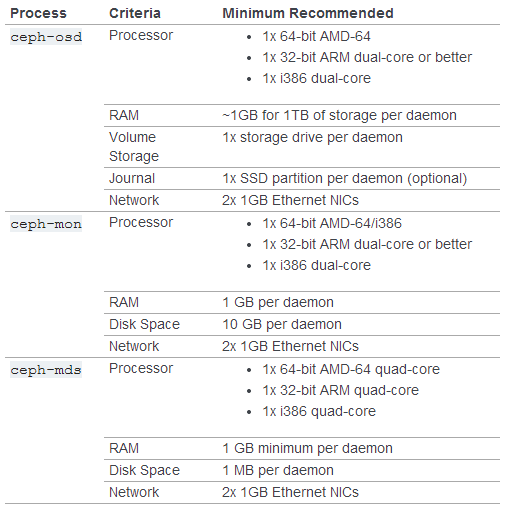 Process Criteria Minimum Recommended
ceph-osd Processor • 1x 64-bit AMD-64
• 1x 32-bit ARM dual-core or better
• 1x i386 dual-core
RAM ~1GB for 1TB of storage per daemon
Volume 1x storage drive per daemon
Storage
Journal 1x SSD partition per daemon (optional)
Network 2x 1GB Ethernet NICs
ceph-mon Processor • 1x 64-bit AMD-64/i386
• 1x 32-bit ARM dual-core or better
• 1x i386 dual-core
RAM 1 GB per daemon
Disk Space 10 GB per daemon
Network 2x 1GB Ethernet NICs
ceph-mds Processor • 1x 64-bit AMD-64 quad-core
• 1x 32-bit ARM quad-core
• 1x i386 quad-core
RAM 1 GB minimum per daemon
Disk Space 1 MB per daemon
Network 2x 1GB Ethernet NICs